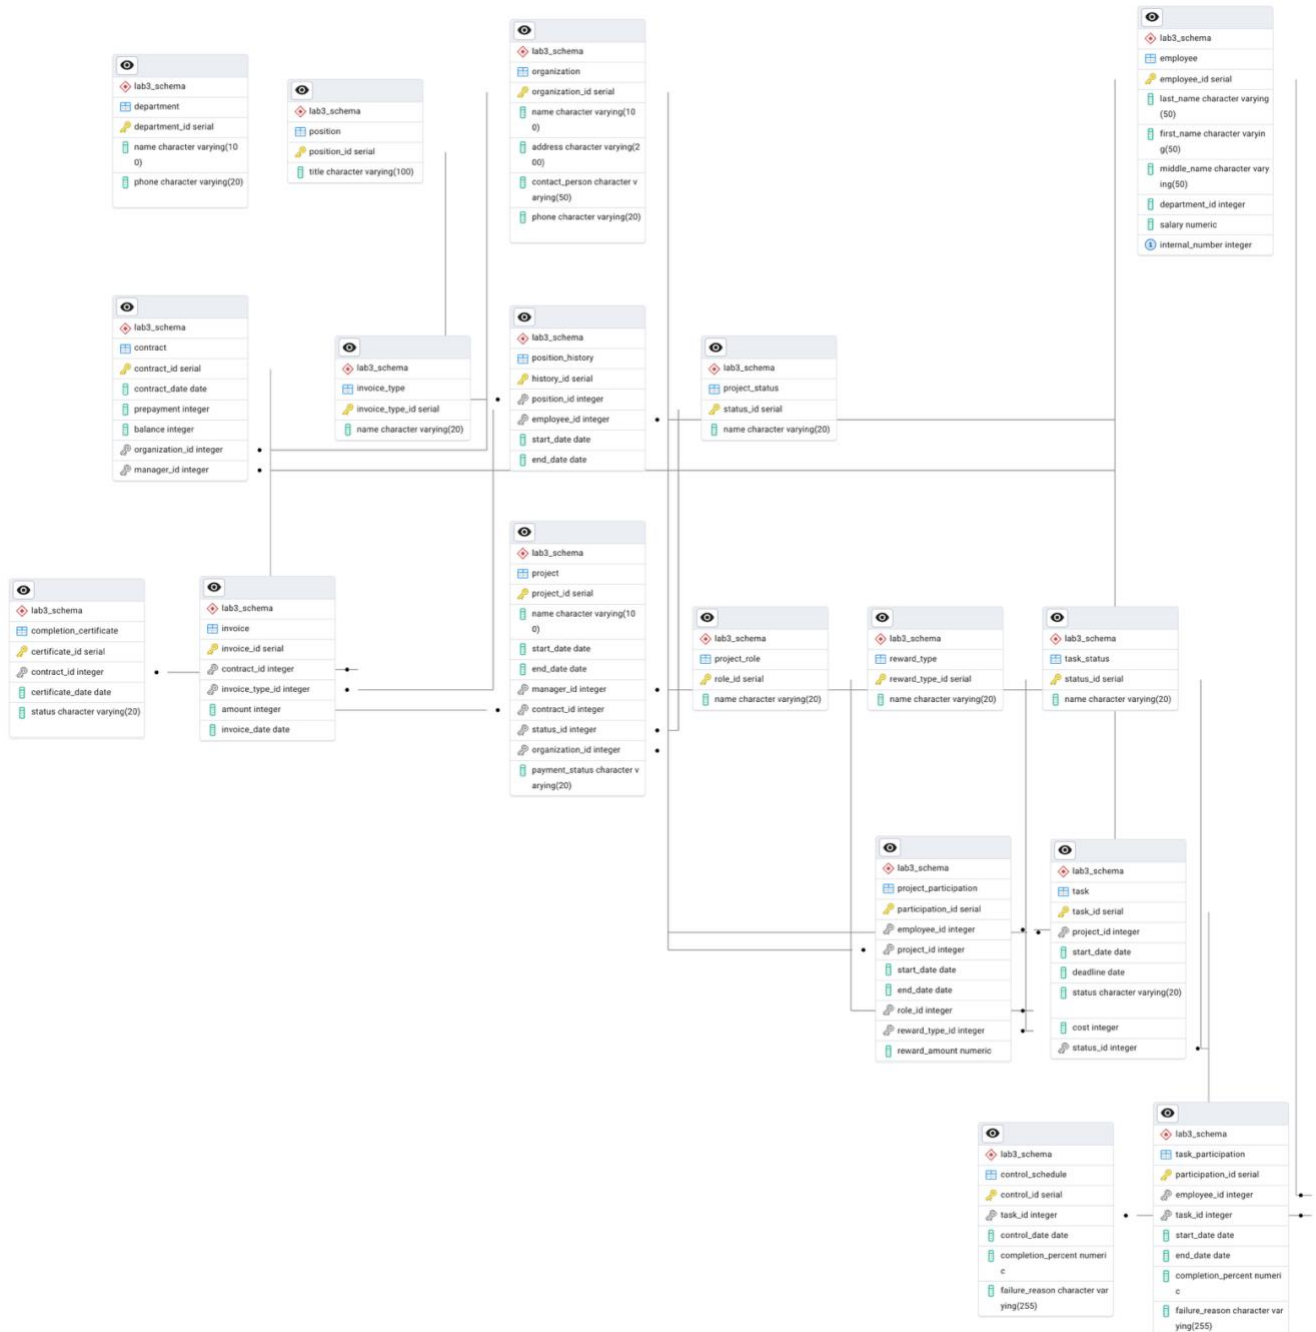 lab3_schema
department
department_id serial
name character varying(10
0)
phone character varying(20)
lab3_schema
position
position_id serial
title character varying(100)
lab3_schema
organization
organization_id serial
name character varying(10
0)
address character varying(2
00)
contact_person character v
arying(50)
phone character varying(20)
lab3_schema
employee
employee_id serial
last_name character varying
(50)
first_name character varyin
g(50)
middle_name character vary
ing(50)
department_id integer
salary numeric
1
internal_number integer
lab3_schema
contract
contract_id serial
contract_date date
prepayment integer
balance integer
organization_id integer
manager_id integer
lab3_schema
invoice_type
invoice_type_id serial
name character varying(20)
lab3_schema
position_history
history_id serial
position_id integer
employee_id integer
start_date date
end_date date
lab3_schema
project_status
status_id serial
name character varying(20)
lab3_schema
completion_certificate
certificate_id serial
contract_id integer
certificate_date date
status character varying(20)
lab3_schema
invoice
invoice_id serial
contract_id integer
invoice_type_id integer
amount integer
invoice_date date
lab3_schema
project
project_id serial
name character varying(10
0)
start_date date
end_date date
manager_id integer
contract_id integer
status_id integer
organization_id integer
payment_status character v
arying(20)
lab3_schema
project_role
role_id serial
name character varying(20)
lab3_schema
reward_type
reward_type_id serial
name character varying(20)
lab3_schema
task_status
status_id serial
name character varying(20)
lab3_schema
project_participation
participation_id serial
employee_id integer
project_id integer
start_date date
end_date date
role_id integer
reward_type_id integer
reward_amount numeric
lab3_schema
task
task_id serial
project_id integer
start_date date
deadline date
status character varying(20)
cost integer
status_id integer
lab3_schema
control_schedule
control_id serial
task_id integer
control_date date
completion_percent numeri
c
failure_reason character var
ying(255)
lab3_schema
task_participation
participation_id serial
employee_id integer
task_id integer
start_date date
end_date date
completion_percent numeri
c
failure_reason character var
ying(255)